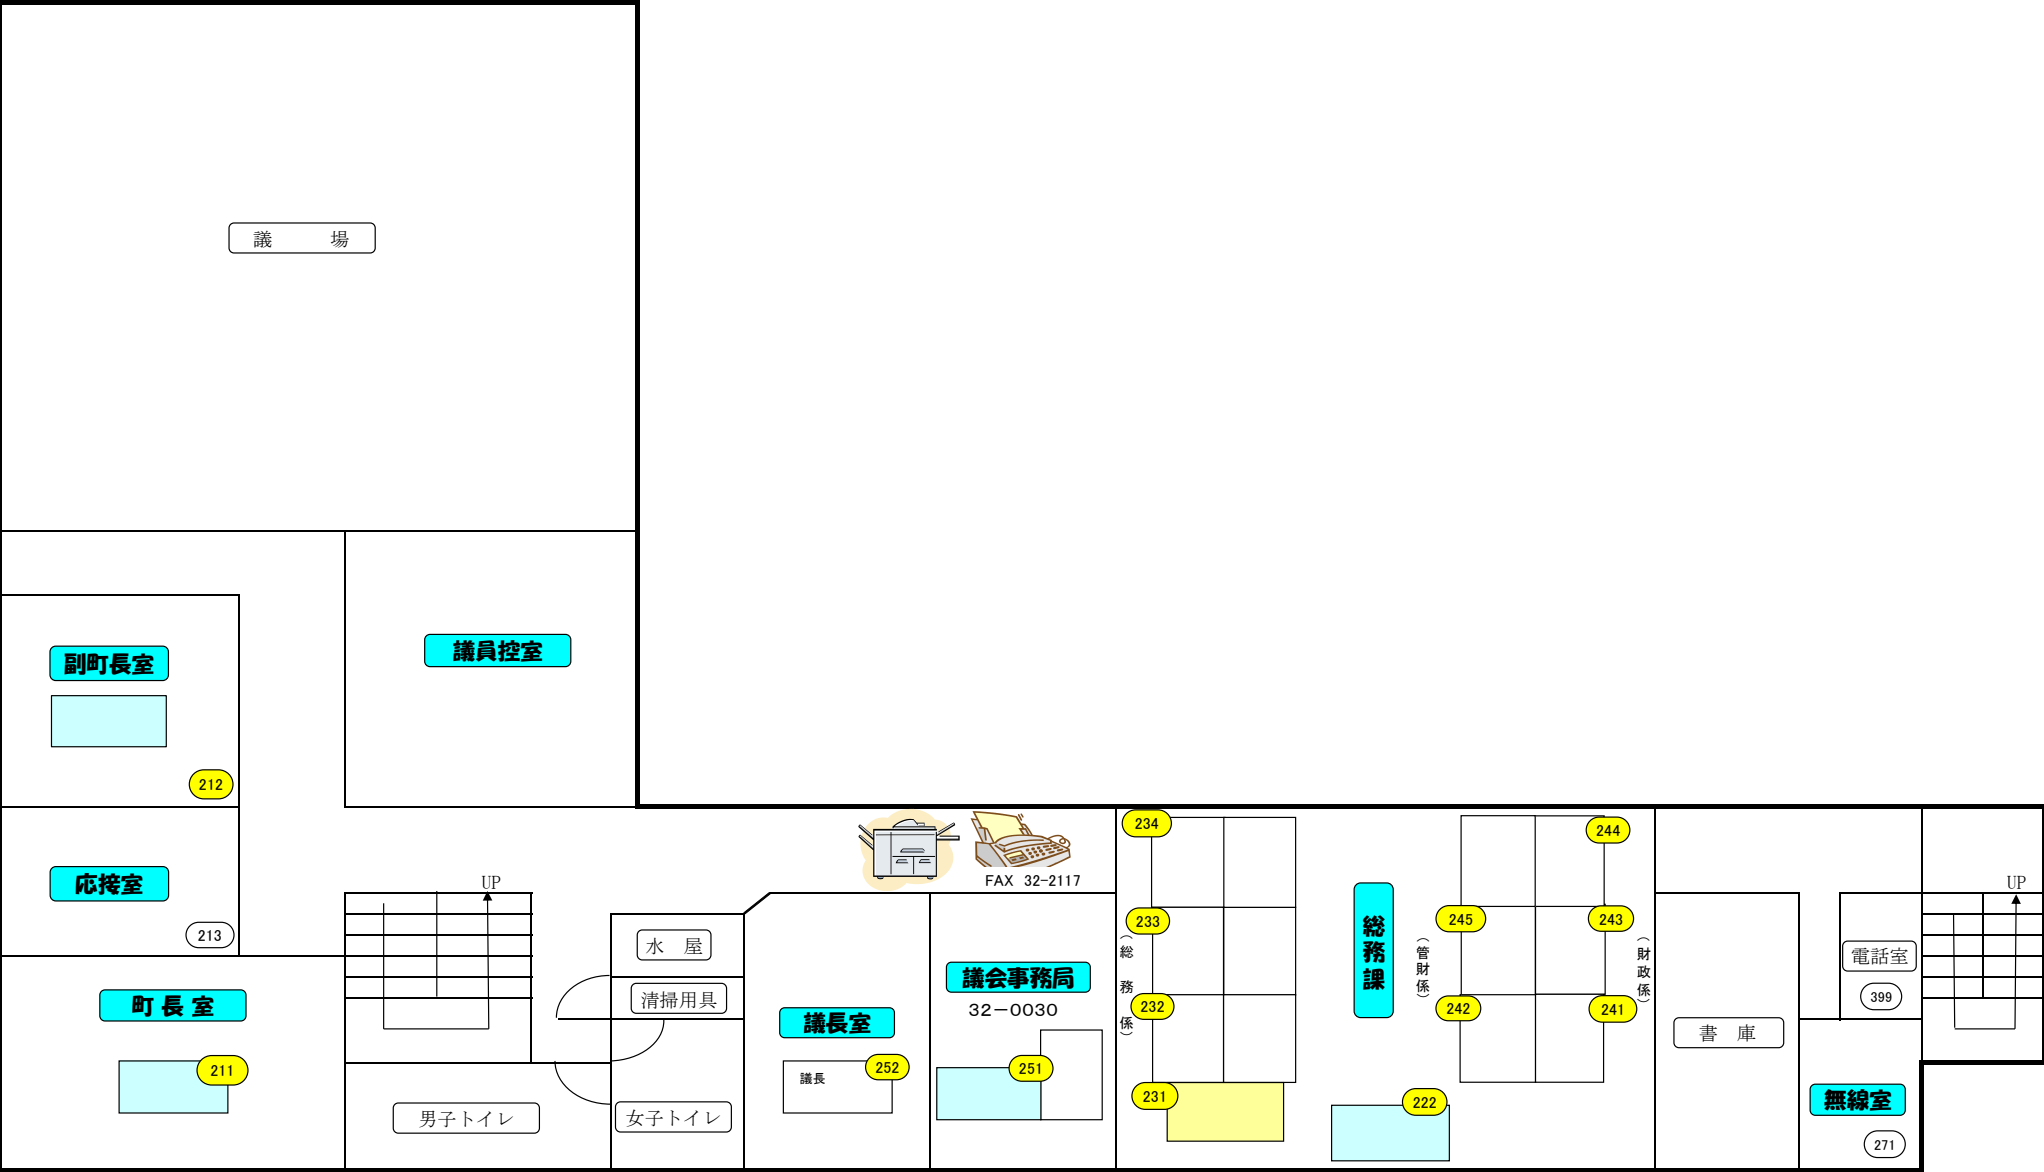 議　　　場
副町長室
212
議員控室
応接室
213
町長室
211
UP
男子トイレ
水　屋
清掃用具
女子トイレ
議長室
議長
252
FAX 32-2117
議会事務局
32－0030
251
234
233
（総務係）
232
231
総務課
222
（管財係）
245
242
244
243
（財政係）
241
書　庫
電話室
399
無線室
271
UP